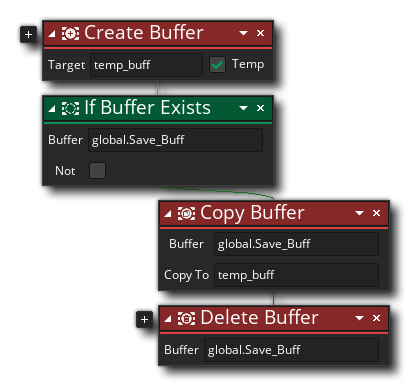 Create Buffer
Target temp_buff Temp
If Buffer Exists
Buffer global.Save_Buff
Not
Copy Buffer
Buffer global.Save_Buff
Copy To temp_buff
Delete Buffer
Buffer global.Save_Buff